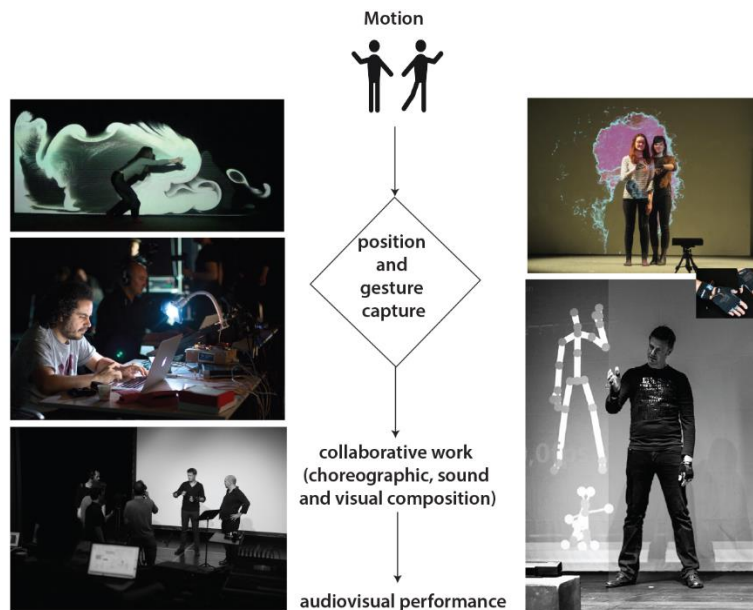 Motion
position
and
gesture
capture
collaborative work
(choreographic, sound
and visual composition)
audiovisual performance